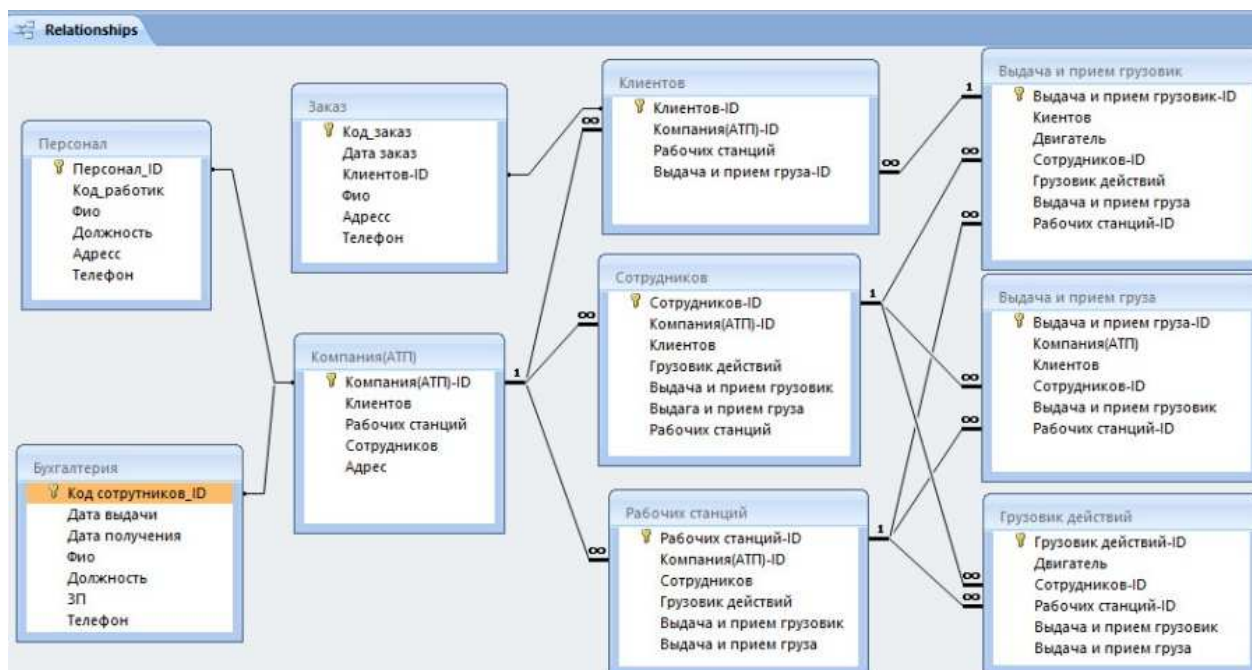 Relationships
Персонал
Персонал_ID
Код_работик
Фио
Должность
Адресс
Телефон
Бухгалтерия
Код сотрутников_ID
Дата выдачи
Дата получения
Фио
Должность
ЗП
Телефон
Заказ
Код_заказ
Дата заказ
Клиентов-ID
Фио
Адресс
Телефон
Компания(АТП)
Компания(АТП)-ID
Клиентов
Рабочих станций
Сотрудников
Адрес
1
Клиентов
Клиентов-ID
Компания(АТП)-ID
Рабочих станций
Выдача и прием груза-ID
∞
∞
Сотрудников
Сотрудников-ID
Компания(АТП)-ID
Клиентов
Грузовик действий
Выдача и прием грузовик
Выдага и прием груза
Рабочих станций
∞
1
Рабочих станций
Рабочих станций-ID
Компания(АТП)-ID
Сотрудников
Грузовик действий
Выдача и прием грузовик
Выдача и прием груза
∞
1
Выдача и прием грузовик
Выдача и прием грузовик-ID
Киентов
Двигатель
Сотрудников-ID
Грузовик действий
Выдача и прием груза
Рабочих станций-ID
1
∞
∞
Выдача и прием груза
Выдача и прием груза-ID
Компания(АТП)
Клиентов
Сотрудников-ID
Выдача и прием грузовик
Рабочих станций-ID
∞
∞
Грузовик действий
Грузовик действий-ID
Двигатель
Сотрудников-ID
Рабочих станций-ID
Выдача и прием грузовик
Выдача и прием груза
∞
∞